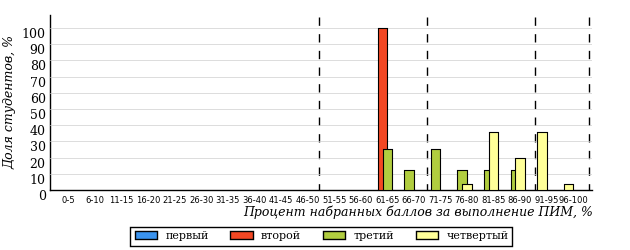 Доля студентов, %
100
90
80
70
60
50
40
30
20
10
0
0-5 6-10 11-15 16-20 21-25 26-30 31-35 36-40 41-45 46-50 51-55 56-60 61-65 66-70 71-75 76-80 81-85 86-90 91-95 96-100
Процент набранных баллов за выполнение ПИМ, %
первый второй третий четвертый